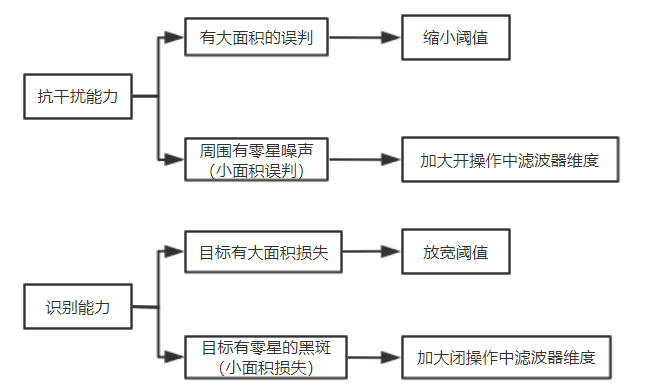 抗干扰能力
有大面积的误判
缩小阈值
周围有零星噪声
（小面积误判）
加大开操作中滤波器维度
识别能力
目标有大面积损失
放宽阈值
目标有零星的黑斑
（小面积损失）
加大闭操作中滤波器维度